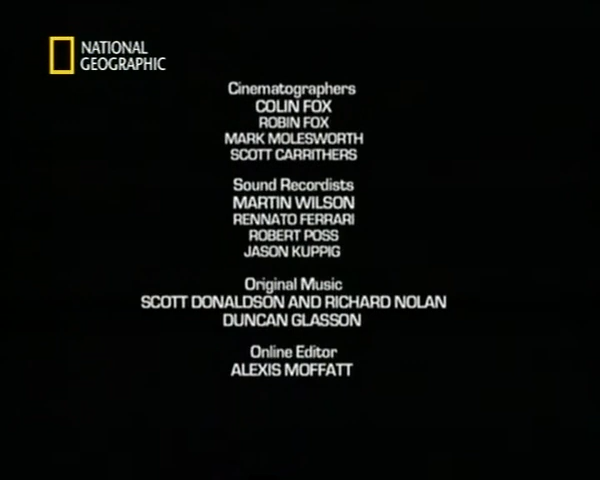 NATIONAL
GEOGRAPHIC
Cinematographers
COLIN FOX
ROBIN FOX
MARK MOLESWORTH
SCOTT CARRITHERS
Sound Recordists
MARTIN WILSON
RENNATO FERRARI
ROBERT POSS
JASON KUPPIG
Original Music
SCOTT DONALDSON AND RICHARD NOLAN
DUNCAN GLASSON
Online Editor
ALEXIS MOFFATT